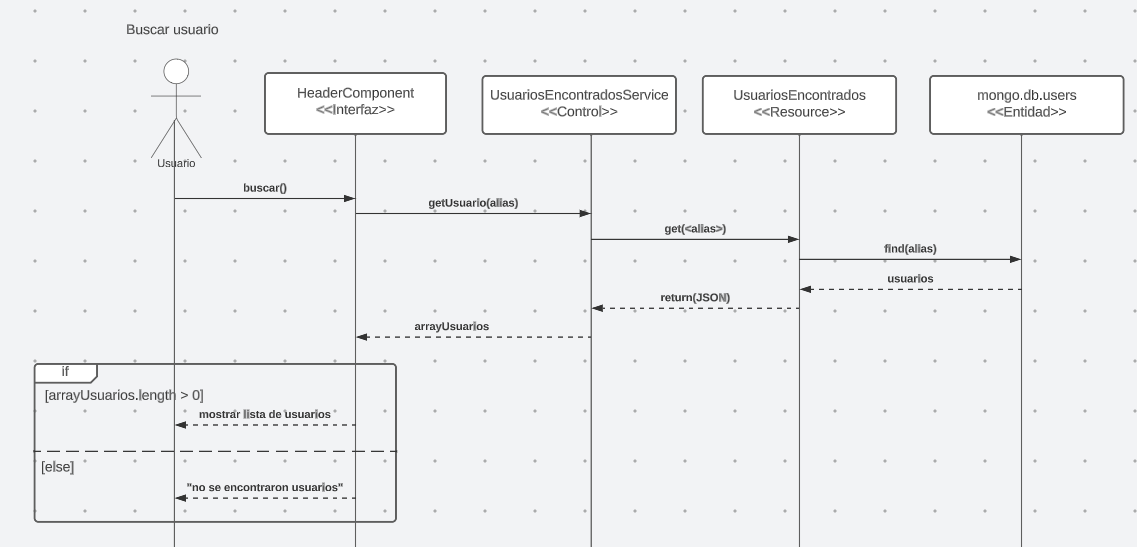 Buscar usuario
HeaderComponent
<<Interfaz>>
UsuariosEncontradosService
<<Control>>
UsuariosEncontrados
<<Resource>>
mongo.db.users
<<Entidad>>
Usuario
buscar()
getUsuario(alias)
get(<alias>)
find(alias)
usuarios
return(JSON)
arrayUsuarios
if
[arrayUsuarios.length > 0]
mostrar lista de usuarios
[else]
"no se encontraron usuarios"